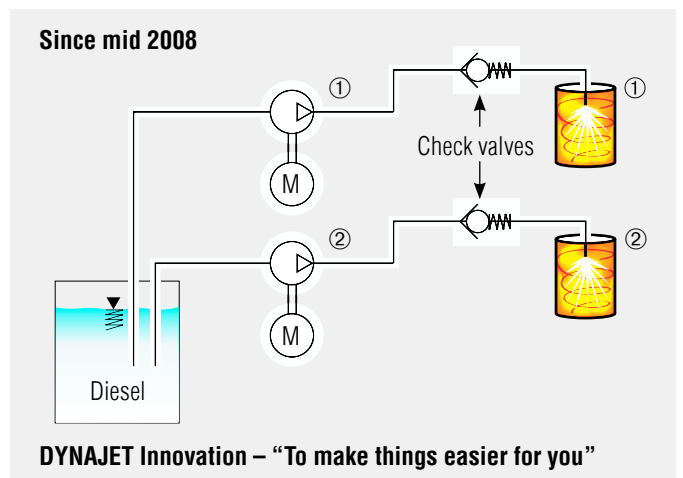 Since mid 2008
①
①
Check valves
M
②
②
M
Diesel
DYNAJET Innovation – “To make things easier for you”